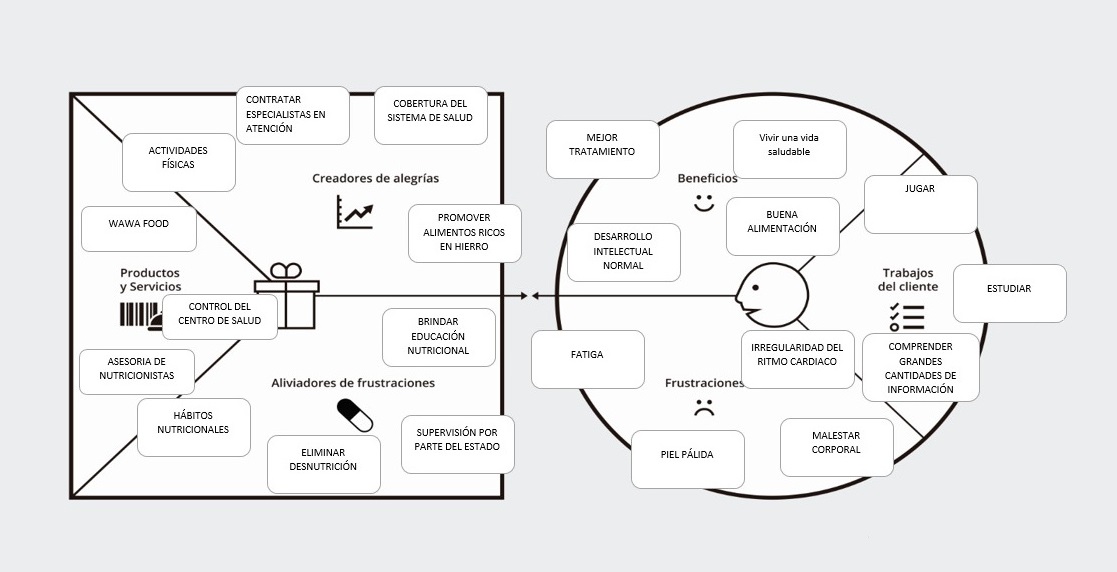 CONTRATAR
ESPECIALISTAS EN
ATENCIÓN
COBERTURA DEL
SISTEMA DE SALUD
ACTIVIDADES
FÍSICAS
Creadores de alegrías
WAWA FOOD
PROMOVER
ALIMENTOS RICOS
EN HIERRO
Productos
y Servicios
CONTROL DEL
CENTRO DE SALUD
BRINDAR
EDUCACIÓN
NUTRICIONAL
ASESORIA DE
NUTRICIONISTAS
Aliviadores de frustraciones
HÁBITOS
NUTRICIONALES
ELIMINAR
DESNUTRICIÓN
SUPERVISIÓN POR
PARTE DEL ESTADO
MEJOR
TRATAMIENTO
Vivir una vida
saludable
Beneficios
JUGAR
BUENA
ALIMENTACIÓN
DESARROLLO
INTELECTUAL
NORMAL
Trabajos
del cliente
ESTUDIAR
FATIGA
IRREGULARIDAD DEL
RITMO CARDIACO
COMPRENDER
GRANDES
CANTIDADES DE
INFORMACIÓN
Frustraciones
PIEL PÁLIDA
MALESTAR
CORPORAL